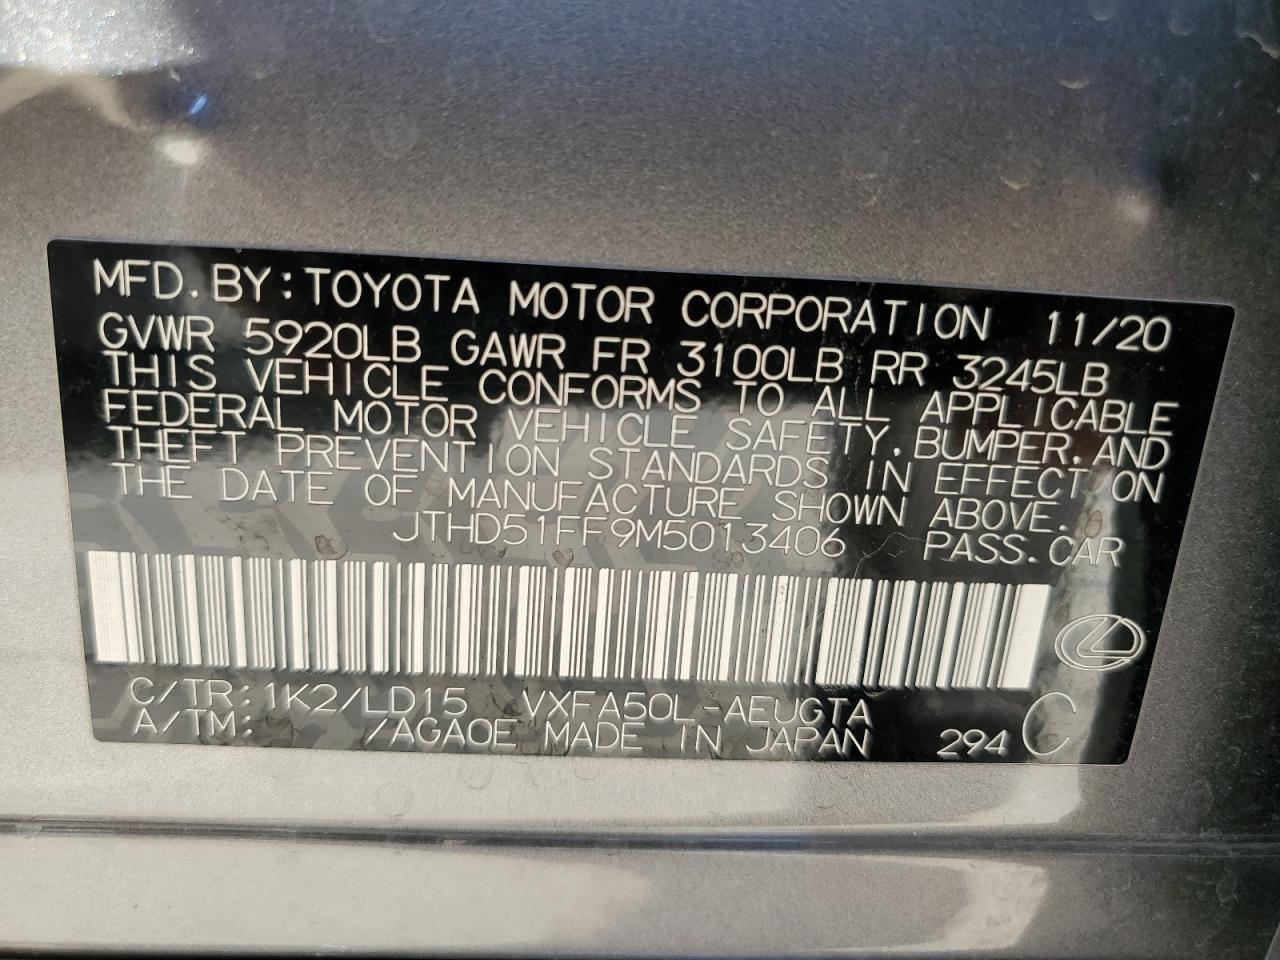 MFD. BY: TOYOTA MOTOR CORPORATION 11/20
GVWR 5920LB GAWR FR 3100LB RR 3245LB
THIS VEHICLE CONFORMS TO ALL APPLICABLE
FEDERAL MOTOR VEHICLE SAFETY, BUMPER, AND
THEFT PREVENTION STANDARDS IN EFFECT ON
THE DATE OF MANUFACTURE SHOWN ABOVE.
JTHD51FF9M5013406 PASS. CAR
C/TR: 1K2/LD15 VXFA50L-AEUGTA
A/TM: /AGA0E MADE IN JAPAN 294 C